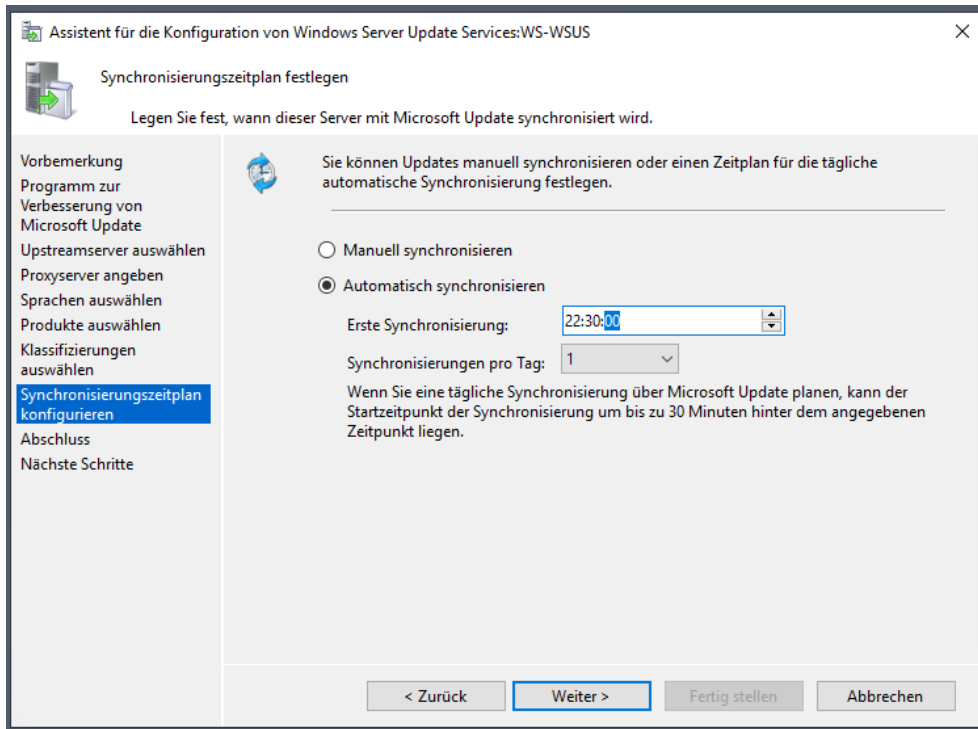 Assistent für die Konfiguration von Windows Server Update Services:WS-WSUS
Synchronisierungszeitplan festlegen
Legen Sie fest, wann dieser Server mit Microsoft Update synchronisiert wird.
Vorbemerkung
Programm zur
Verbesserung von
Microsoft Update
Upstreamserver auswählen
Proxyserver angeben
Sprachen auswählen
Produkte auswählen
Klassifizierungen
auswählen
Synchronisierungszeitplan
konfigurieren
Abschluss
Nächste Schritte
Sie können Updates manuell synchronisieren oder einen Zeitplan für die tägliche
automatische Synchronisierung festlegen.
Manuell synchronisieren
Automatisch synchronisieren
Erste Synchronisierung: 22:30:00
Synchronisierungen pro Tag: 1
Wenn Sie eine tägliche Synchronisierung über Microsoft Update planen, kann der
Startzeitpunkt der Synchronisierung um bis zu 30 Minuten hinter dem angegebenen
Zeitpunkt liegen.
< Zurück Weiter > Fertig stellen Abbrechen